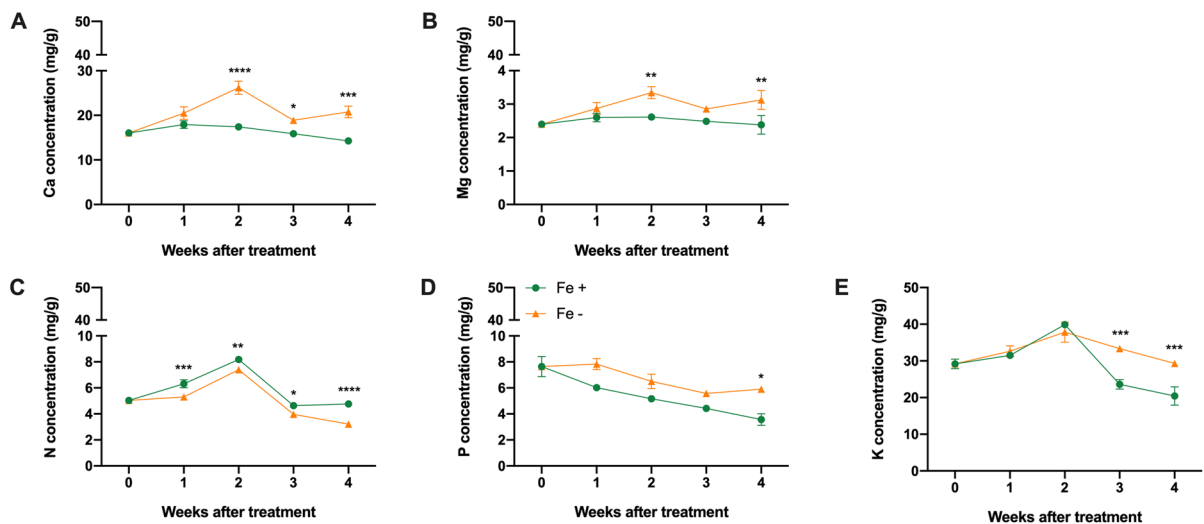 A
Ca concentration (mg/g)
50
40
30
20
10
0
****
*
***
0 1 2 3 4
Weeks after treatment
B
Mg concentration (mg/g)
50
40
4
3
2
1
0
**
**
0 1 2 3 4
Weeks after treatment
C
N concentration (mg/g)
50
40
10
8
6
4
2
0
***
**
*
****
0 1 2 3 4
Weeks after treatment
D
P concentration (mg/g)
50
40
10
8
6
4
2
0
Fe +
Fe -
*
0 1 2 3 4
Weeks after treatment
E
K concentration (mg/g)
50
40
30
20
10
0
***
***
0 1 2 3 4
Weeks after treatment